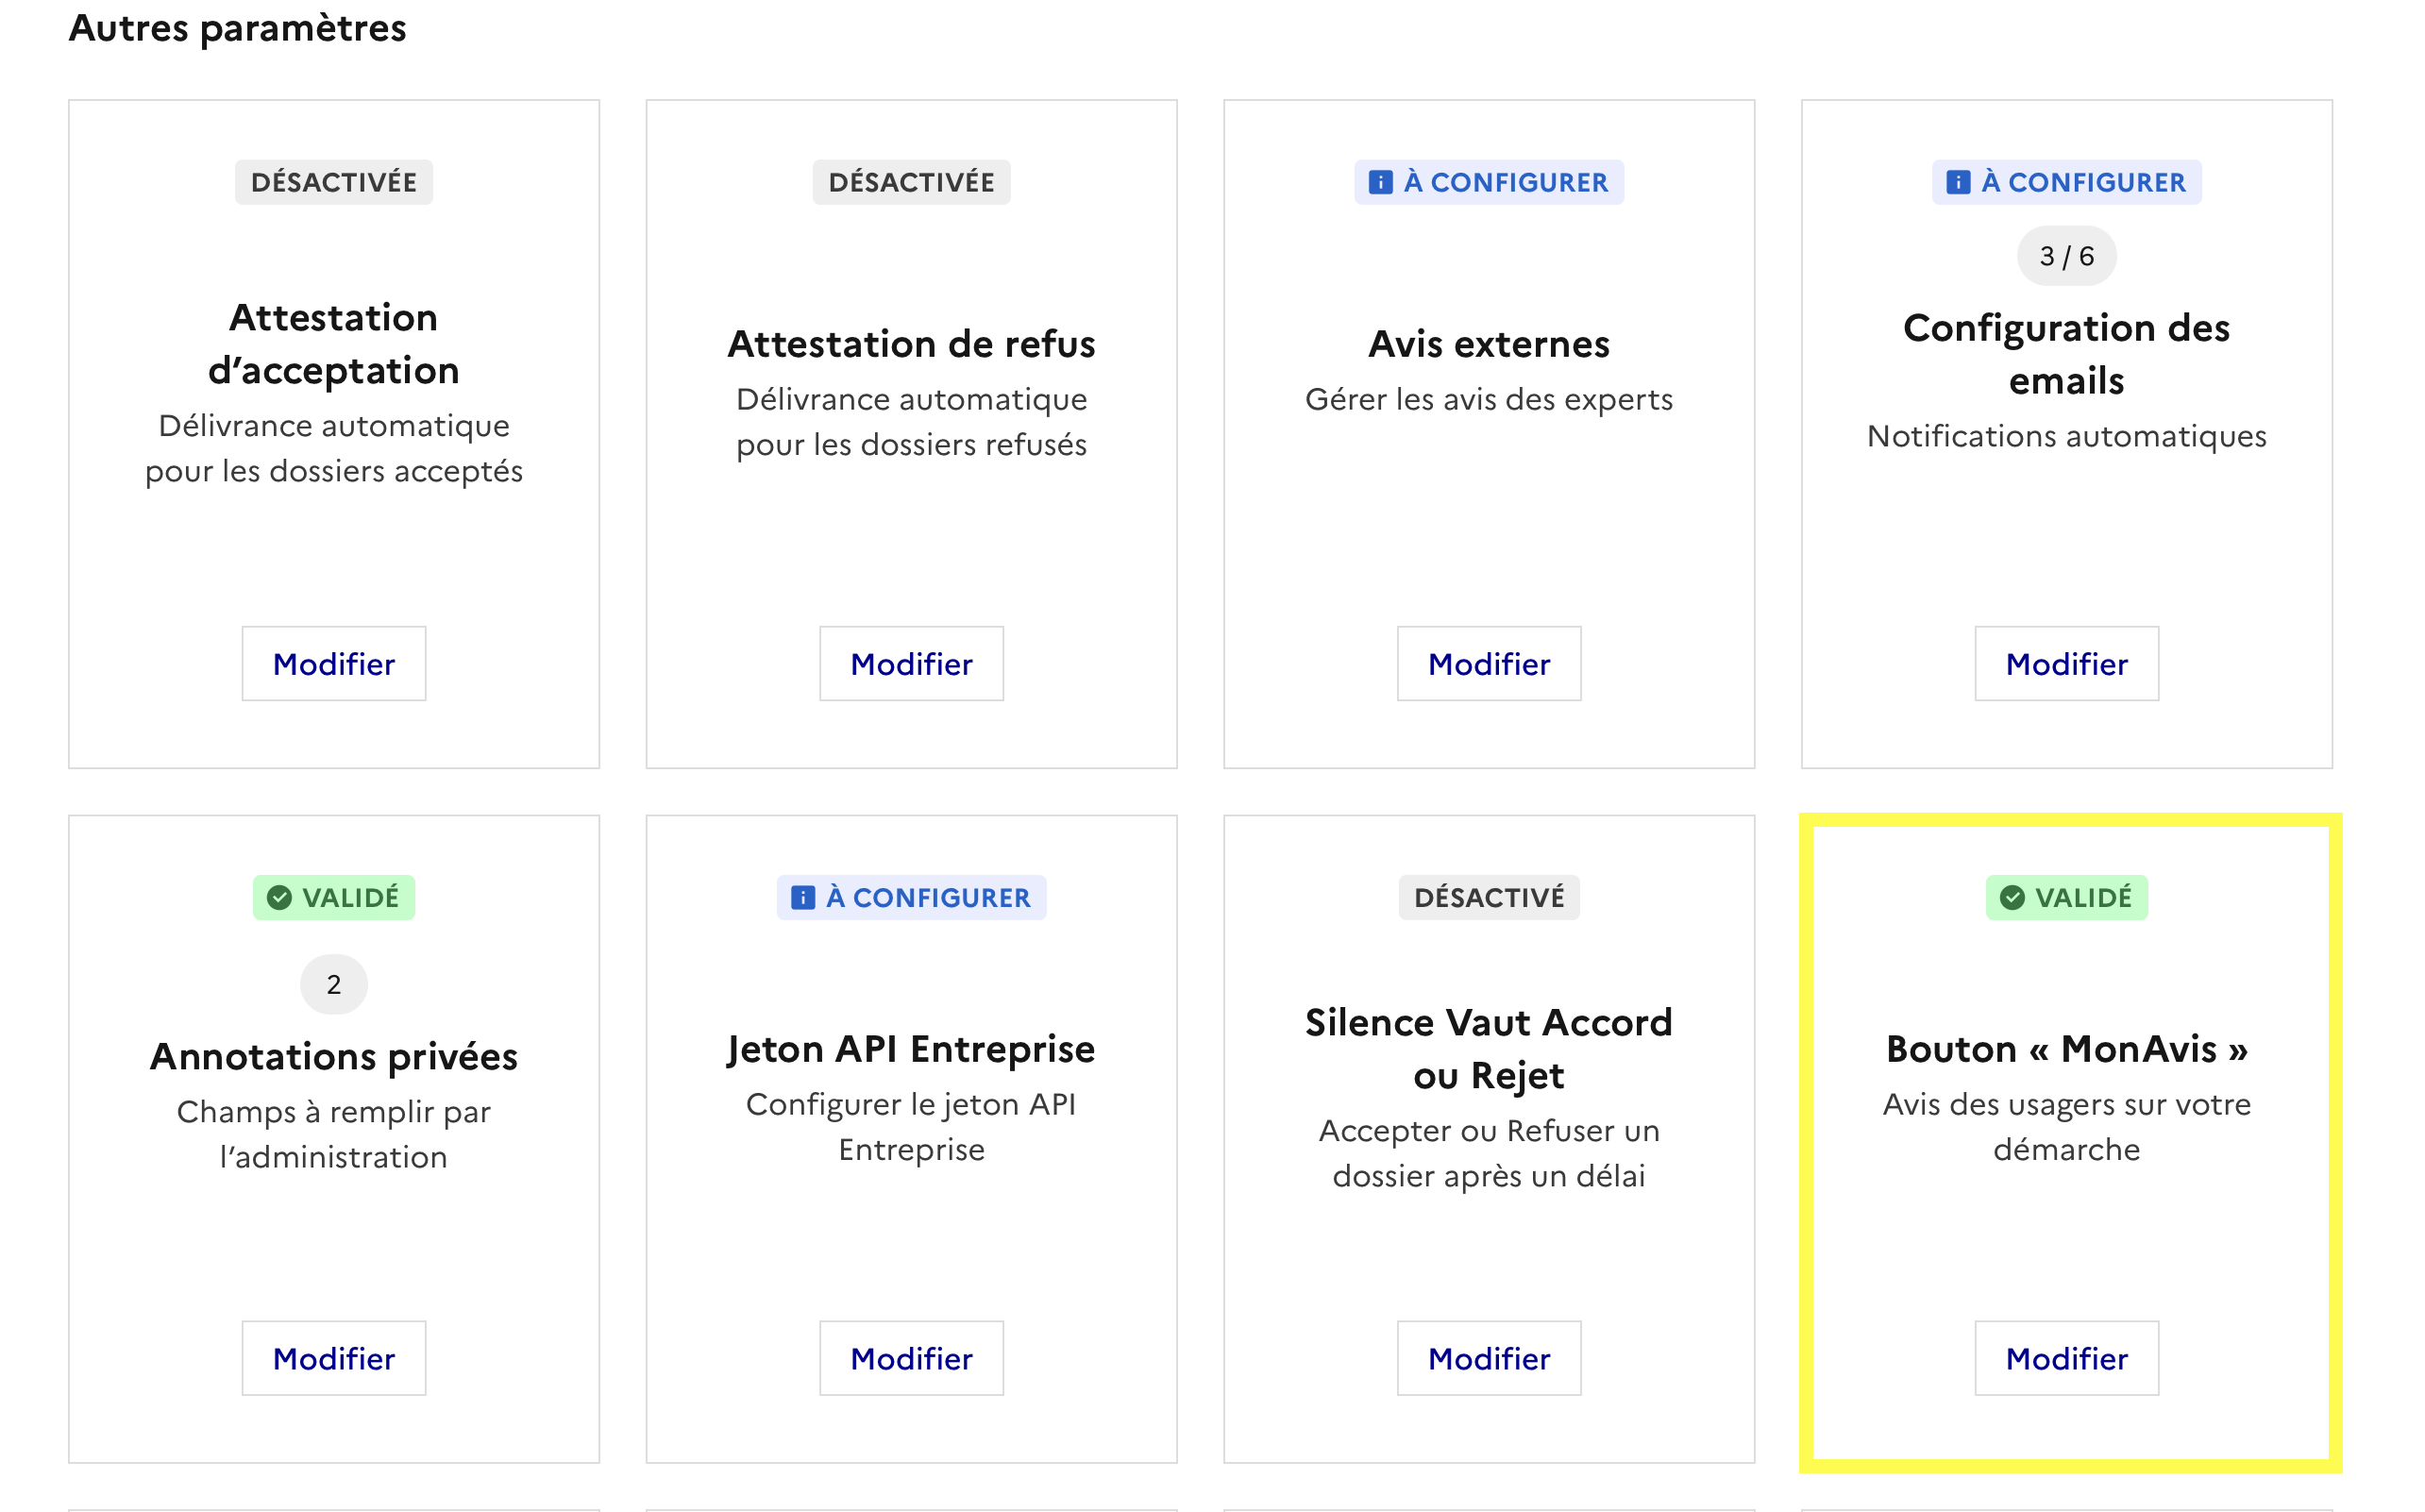 Autres paramètres
DÉSACTIVÉE
Attestation
d’acceptation
Délivrance automatique
pour les dossiers acceptés
Modifier
DÉSACTIVÉE
Attestation de refus
Délivrance automatique
pour les dossiers refusés
Modifier
À CONFIGURER
Avis externes
Gérer les avis des experts
Modifier
À CONFIGURER
3 / 6
Configuration des
emails
Notifications automatiques
Modifier
VALIDÉ
2
Annotations privées
Champs à remplir par
l’administration
Modifier
À CONFIGURER
Jeton API Entreprise
Configurer le jeton API
Entreprise
Modifier
DÉSACTIVÉ
Silence Vaut Accord
ou Rejet
Accepter ou Refuser un
dossier après un délai
Modifier
VALIDÉ
Bouton « MonAvis »
Avis des usagers sur votre
démarche
Modifier